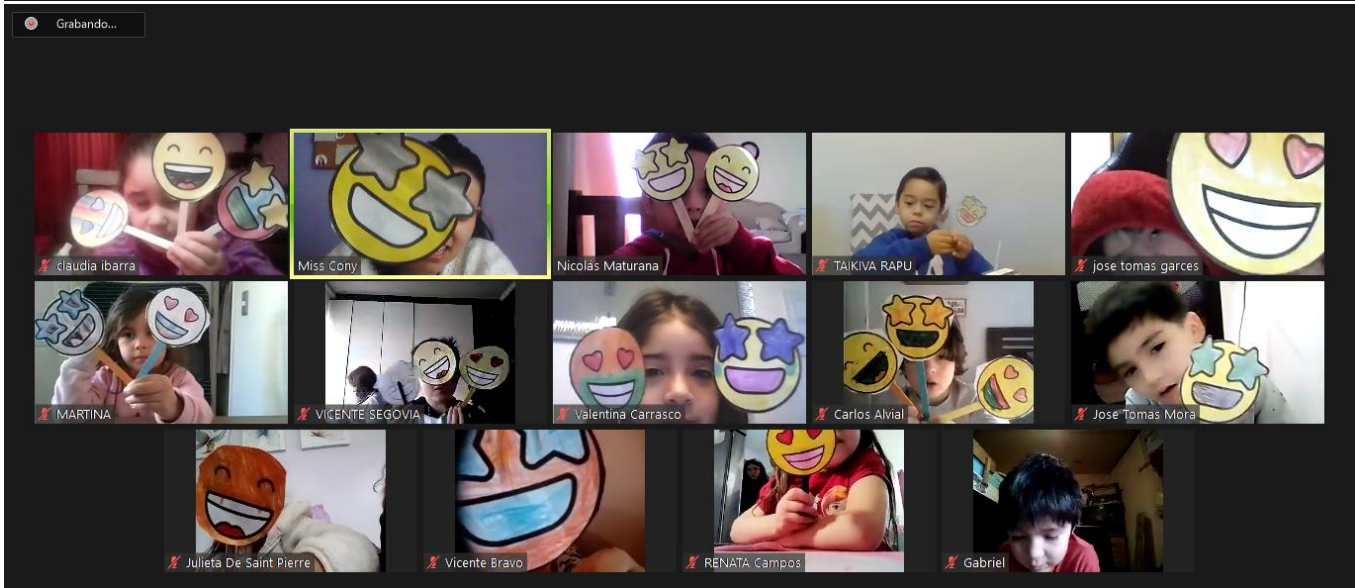 Grabando...
claudia ibarra
Miss Cony
Nicolás Maturana
TAIKIVA RAPU
jose tomas garces
MARTINA
VICENTE SEGOVIA
Valentina Carrasco
Carlos Alvial
Jose Tomas Mora
Julieta De Saint Pierre
Vicente Bravo
RENATA Campos
Gabriel